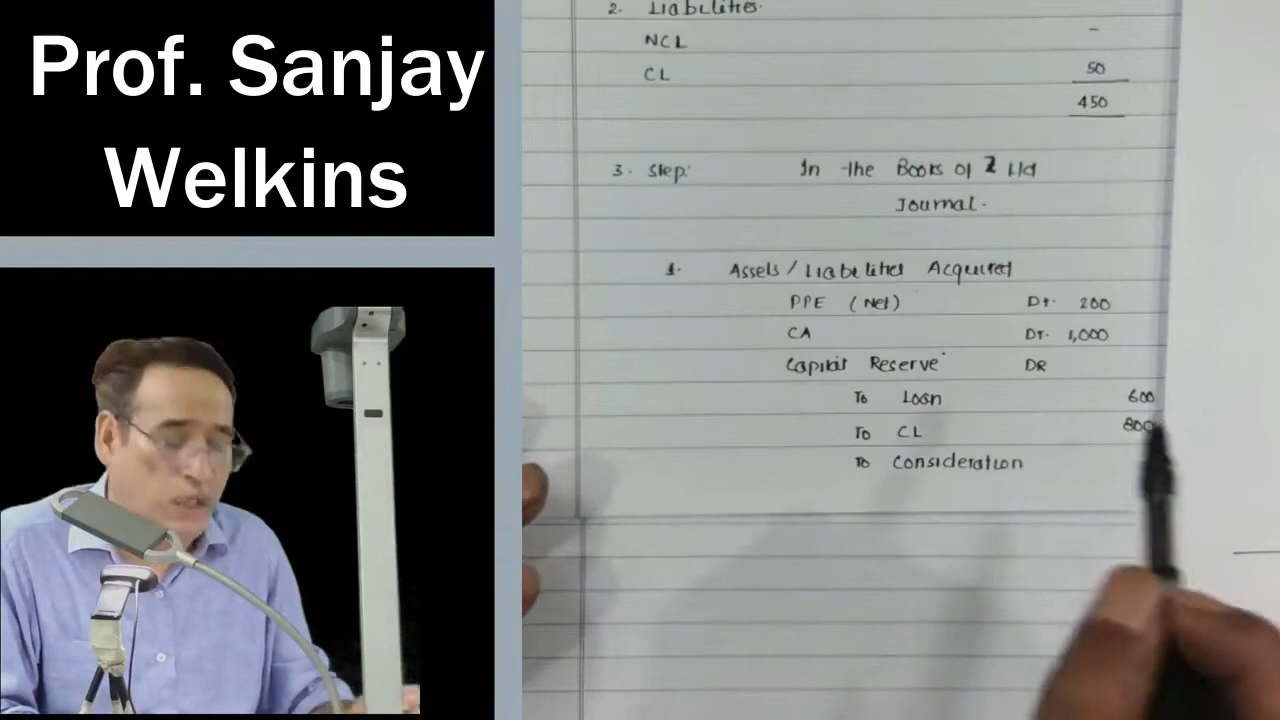 Prof. Sanjay
Welkins
2. Liabilities.
NCL -
CL 50
450
3. Step: In the Books of Z Ltd
Journal.
1. Assets / Liabilities Acquired
PPE (Net) Dr. 200
CA Dr. 1,000
Capital Reserve DR
To Loan 600
To CL 800
To Consideration